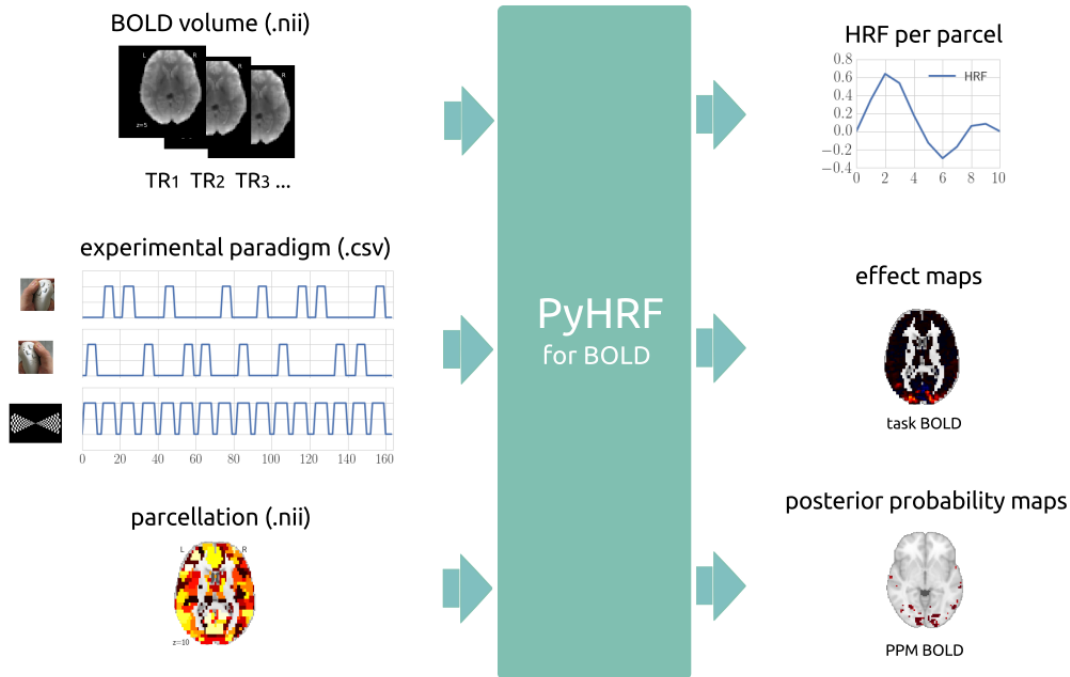 BOLD volume (.nii)
L R
R
R
z=5
TR1 TR2 TR3 ...
experimental paradigm (.csv)
0 20 40 60 80 100 120 140 160
parcellation (.nii)
L R
z=10
PyHRF
for BOLD
HRF per parcel
HRF
0.8
0.6
0.4
0.2
0.0
−0.2
−0.4
0 2 4 6 8 10
effect maps
task BOLD
posterior probability maps
PPM BOLD